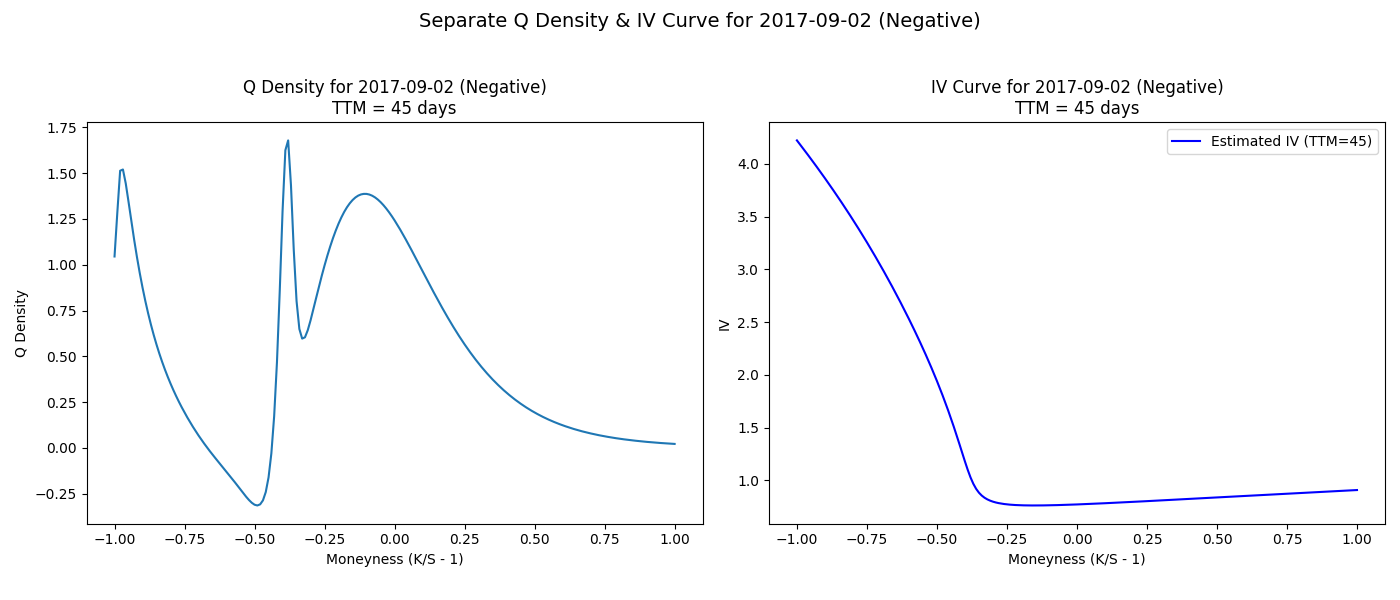 Separate Q Density & IV Curve for 2017-09-02 (Negative)
Q Density for 2017-09-02 (Negative)
TTM = 45 days
1.75
1.50
1.25
1.00
0.75
0.50
0.25
0.00
−0.25
Q Density
−1.00 −0.75 −0.50 −0.25 0.00 0.25 0.50 0.75 1.00
Moneyness (K/S - 1)
IV Curve for 2017-09-02 (Negative)
TTM = 45 days
Estimated IV (TTM=45)
4.0
3.5
3.0
2.5
2.0
1.5
1.0
IV
−1.00 −0.75 −0.50 −0.25 0.00 0.25 0.50 0.75 1.00
Moneyness (K/S - 1)